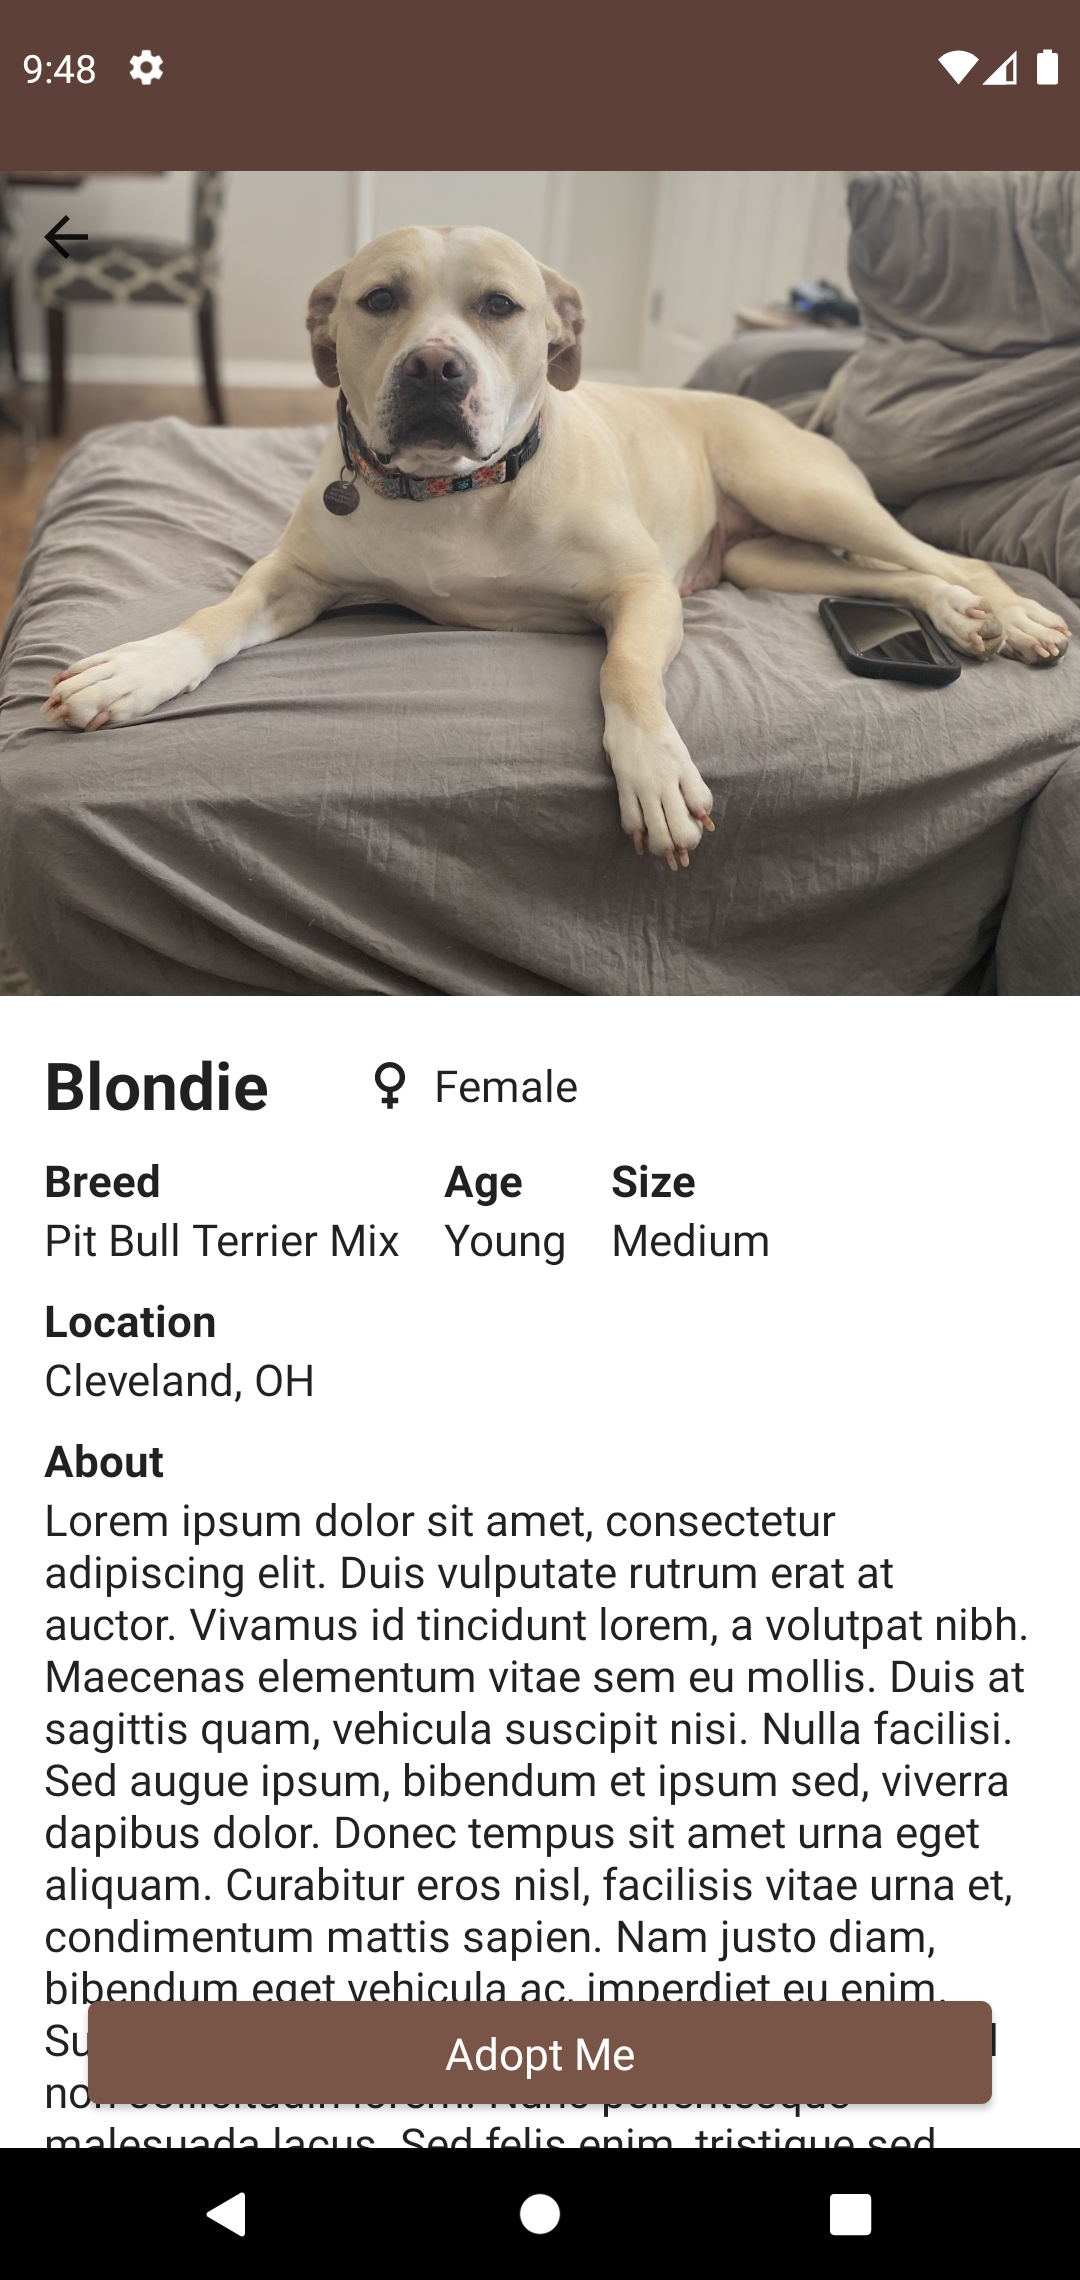 9:48
Blondie
Female
Breed Age Size
Pit Bull Terrier Mix Young Medium
Location
Cleveland, OH
About
Lorem ipsum dolor sit amet, consectetur
adipiscing elit. Duis vulputate rutrum erat at
auctor. Vivamus id tincidunt lorem, a volutpat nibh.
Maecenas elementum vitae sem eu mollis. Duis at
sagittis quam, vehicula suscipit nisi. Nulla facilisi.
Sed augue ipsum, bibendum et ipsum sed, viverra
dapibus dolor. Donec tempus sit amet urna eget
aliquam. Curabitur eros nisl, facilisis vitae urna et,
condimentum mattis sapien. Nam justo diam,
bibendum eget vehicula ac, imperdiet eu enim.
Adopt Me
malesuada lacus. Sed felis enim, tristique sed